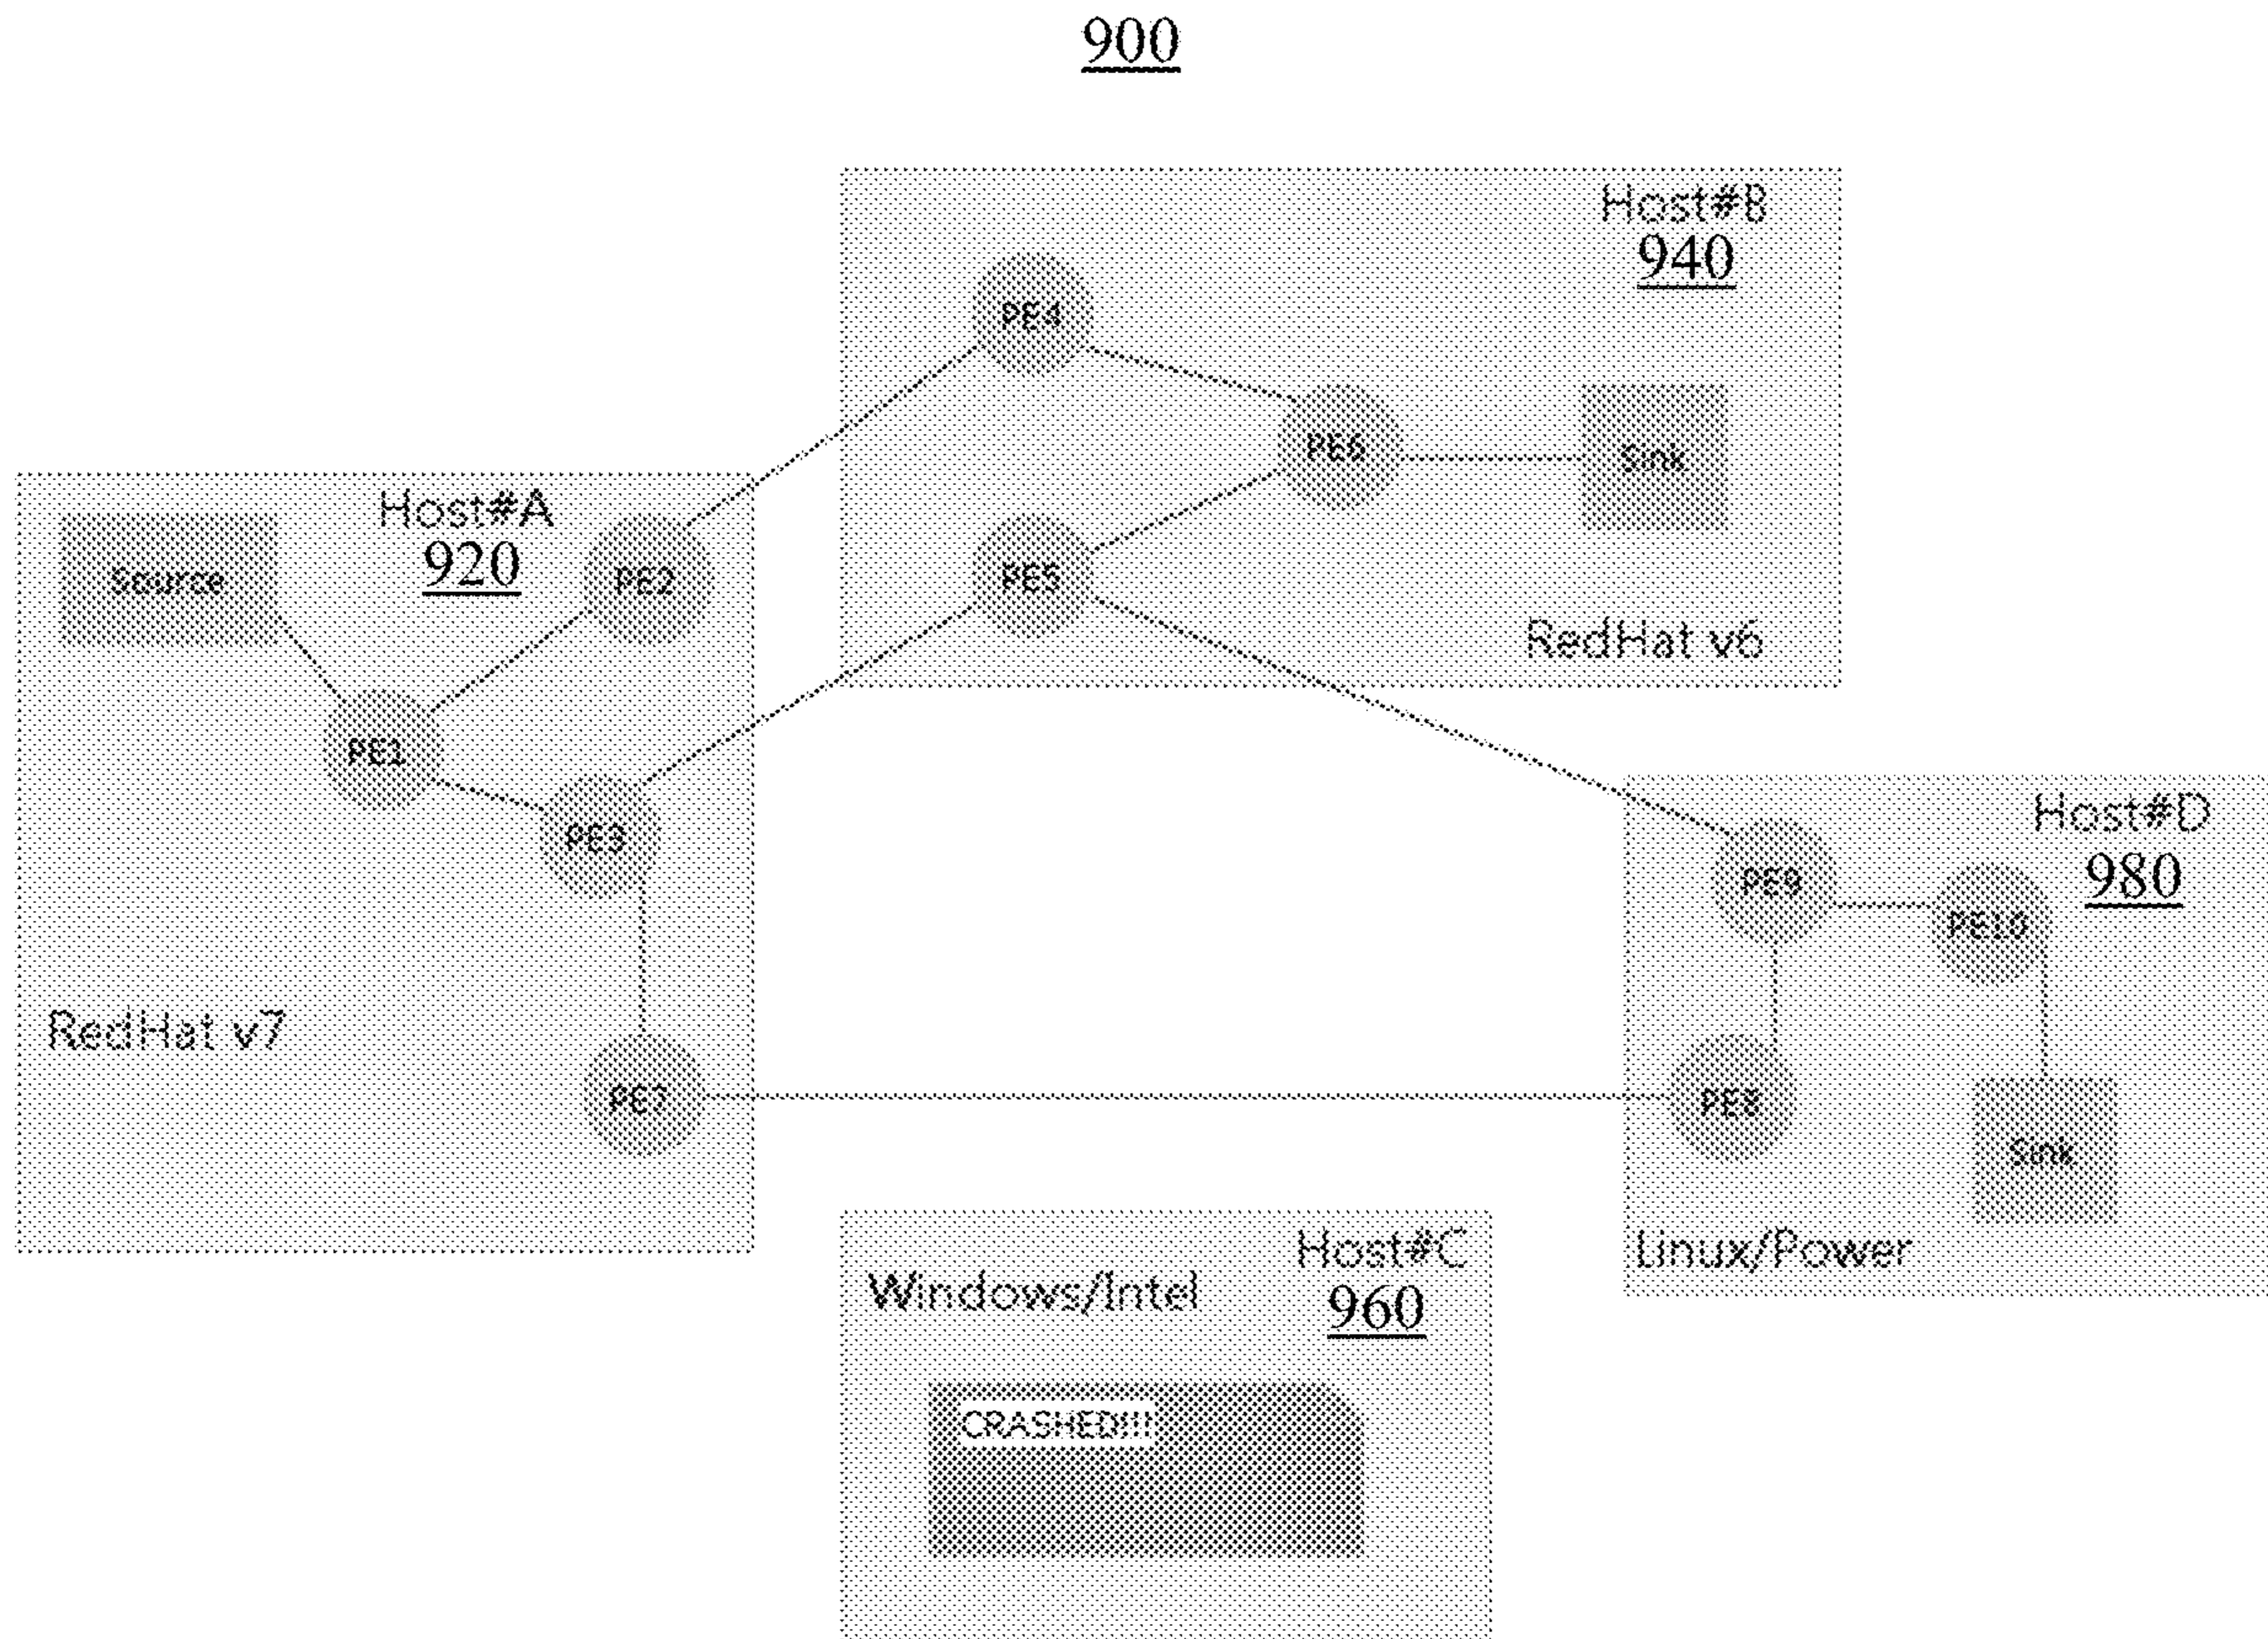 900
Host#B
940
PE4
PE6
Sink
PE5
RedHat v6
Host#A
920
Source
PE2
PE1
PE3
RedHat v7
PE7
Host#D
980
PE9
PE10
PE8
Sink
Linux/Power
Host#C
Windows/Intel
960
CRASHED!!!